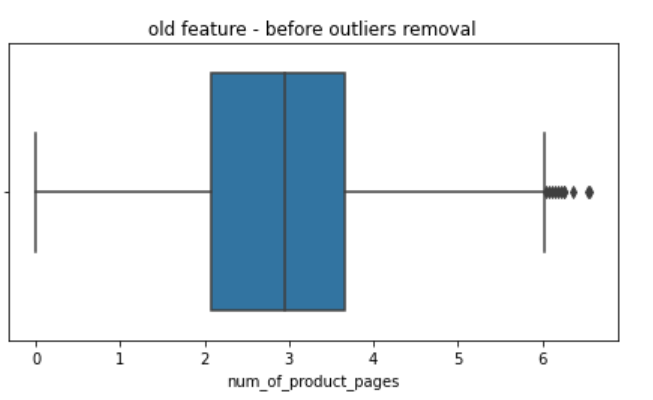 old feature - before outliers removal
0 1 2 3 4 5 6
num_of_product_pages